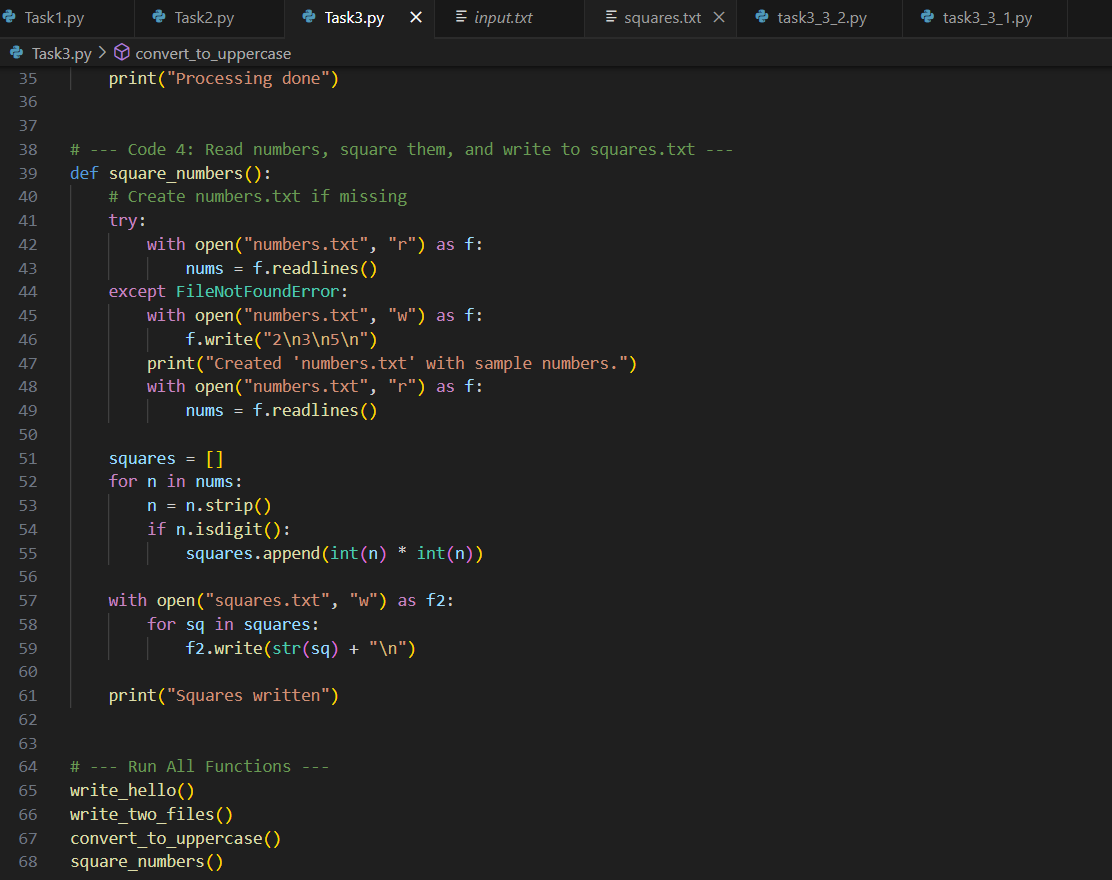 Task1.py Task2.py Task3.py input.txt squares.txt task3_3_2.py task3_3_1.py
Task3.py > convert_to_uppercase
35         print("Processing done")
36
37
38     # --- Code 4: Read numbers, square them, and write to squares.txt ---
39     def square_numbers():
40         # Create numbers.txt if missing
41         try:
42             with open("numbers.txt", "r") as f:
43                 nums = f.readlines()
44         except FileNotFoundError:
45             with open("numbers.txt", "w") as f:
46                 f.write("2\n3\n5\n")
47             print("Created 'numbers.txt' with sample numbers.")
48             with open("numbers.txt", "r") as f:
49                 nums = f.readlines()
50
51         squares = []
52         for n in nums:
53             n = n.strip()
54             if n.isdigit():
55                 squares.append(int(n) * int(n))
56
57         with open("squares.txt", "w") as f2:
58             for sq in squares:
59                 f2.write(str(sq) + "\n")
60
61         print("Squares written")
62
63
64     # --- Run All Functions ---
65     write_hello()
66     write_two_files()
67     convert_to_uppercase()
68     square_numbers()